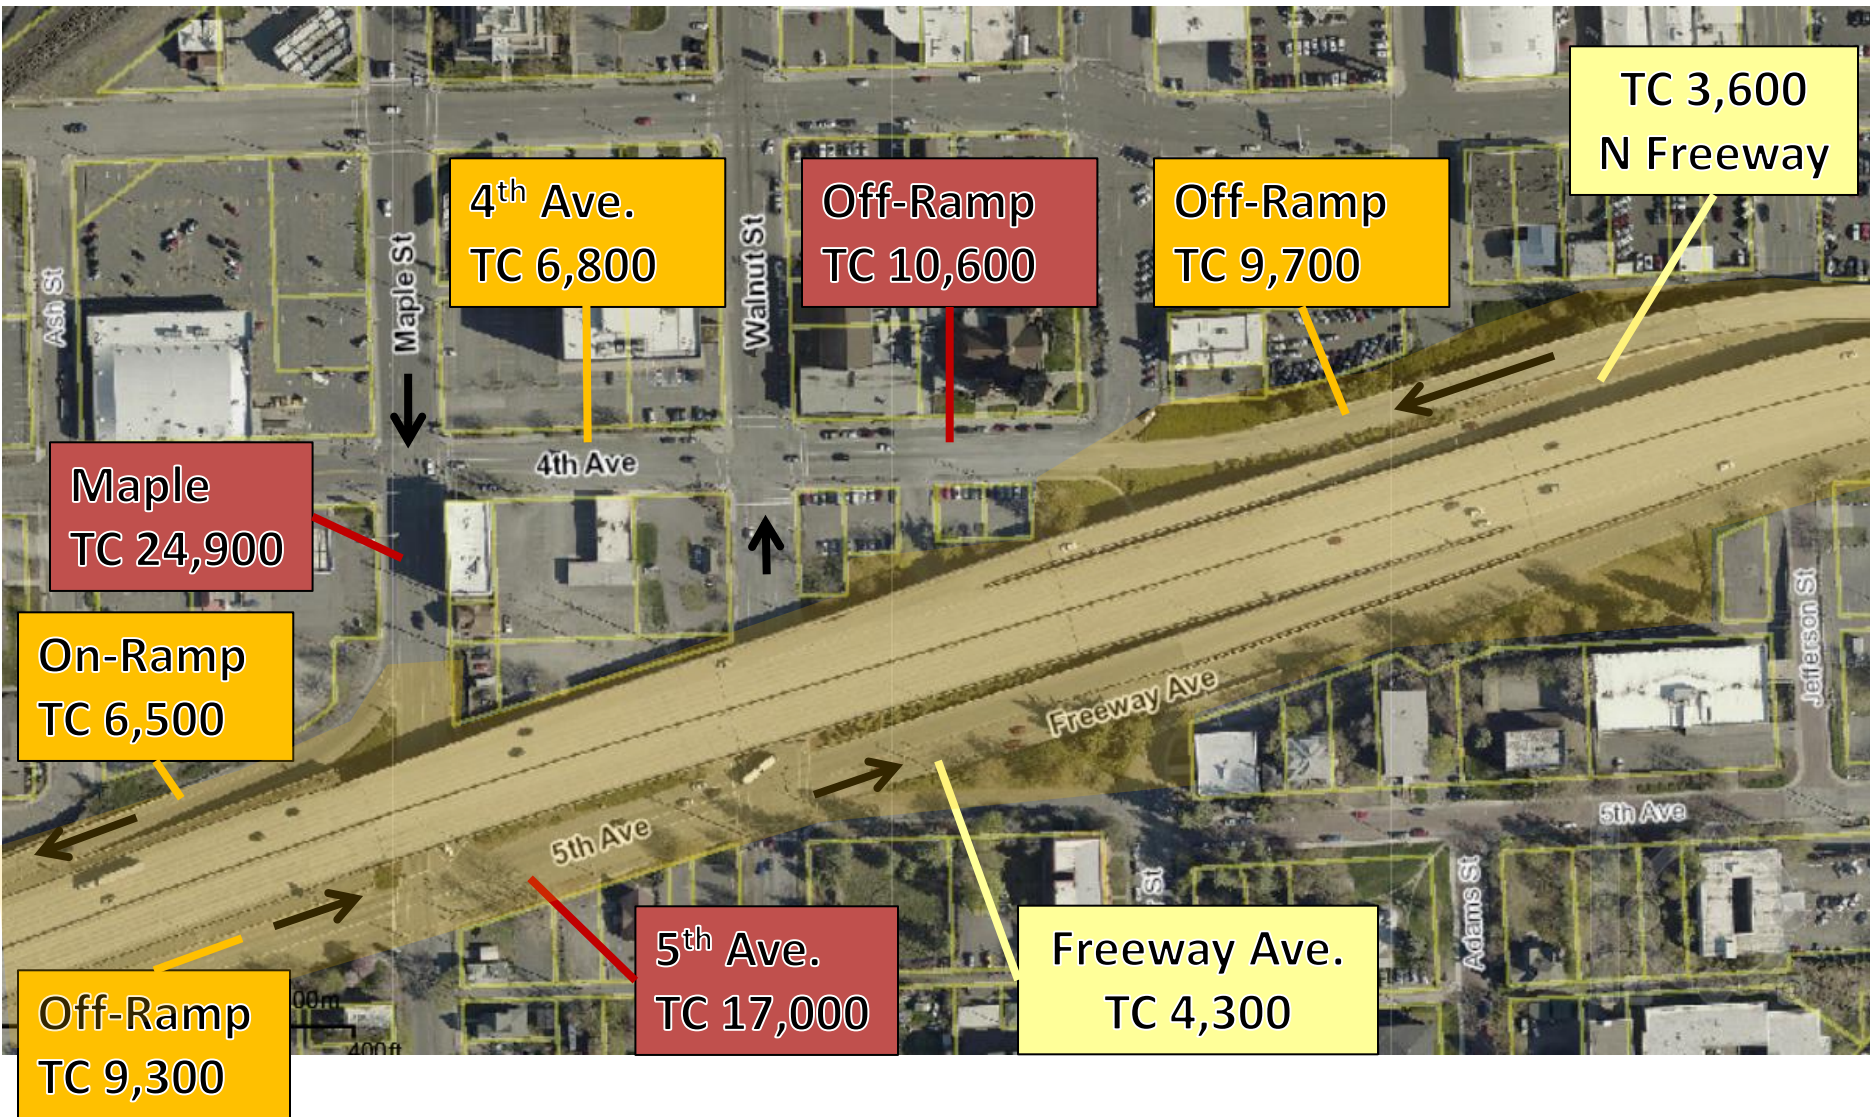 TC 3,600
N Freeway
4th Ave.
TC 6,800
Off-Ramp
TC 10,600
Off-Ramp
TC 9,700
Ash St
Maple St
Walnut St
4th Ave
Maple
TC 24,900
On-Ramp
TC 6,500
Jefferson St
Freeway Ave
5th Ave
5th Ave
St
Adams St
5th Ave.
TC 17,000
Freeway Ave.
TC 4,300
Off-Ramp
TC 9,300
00m
400ft